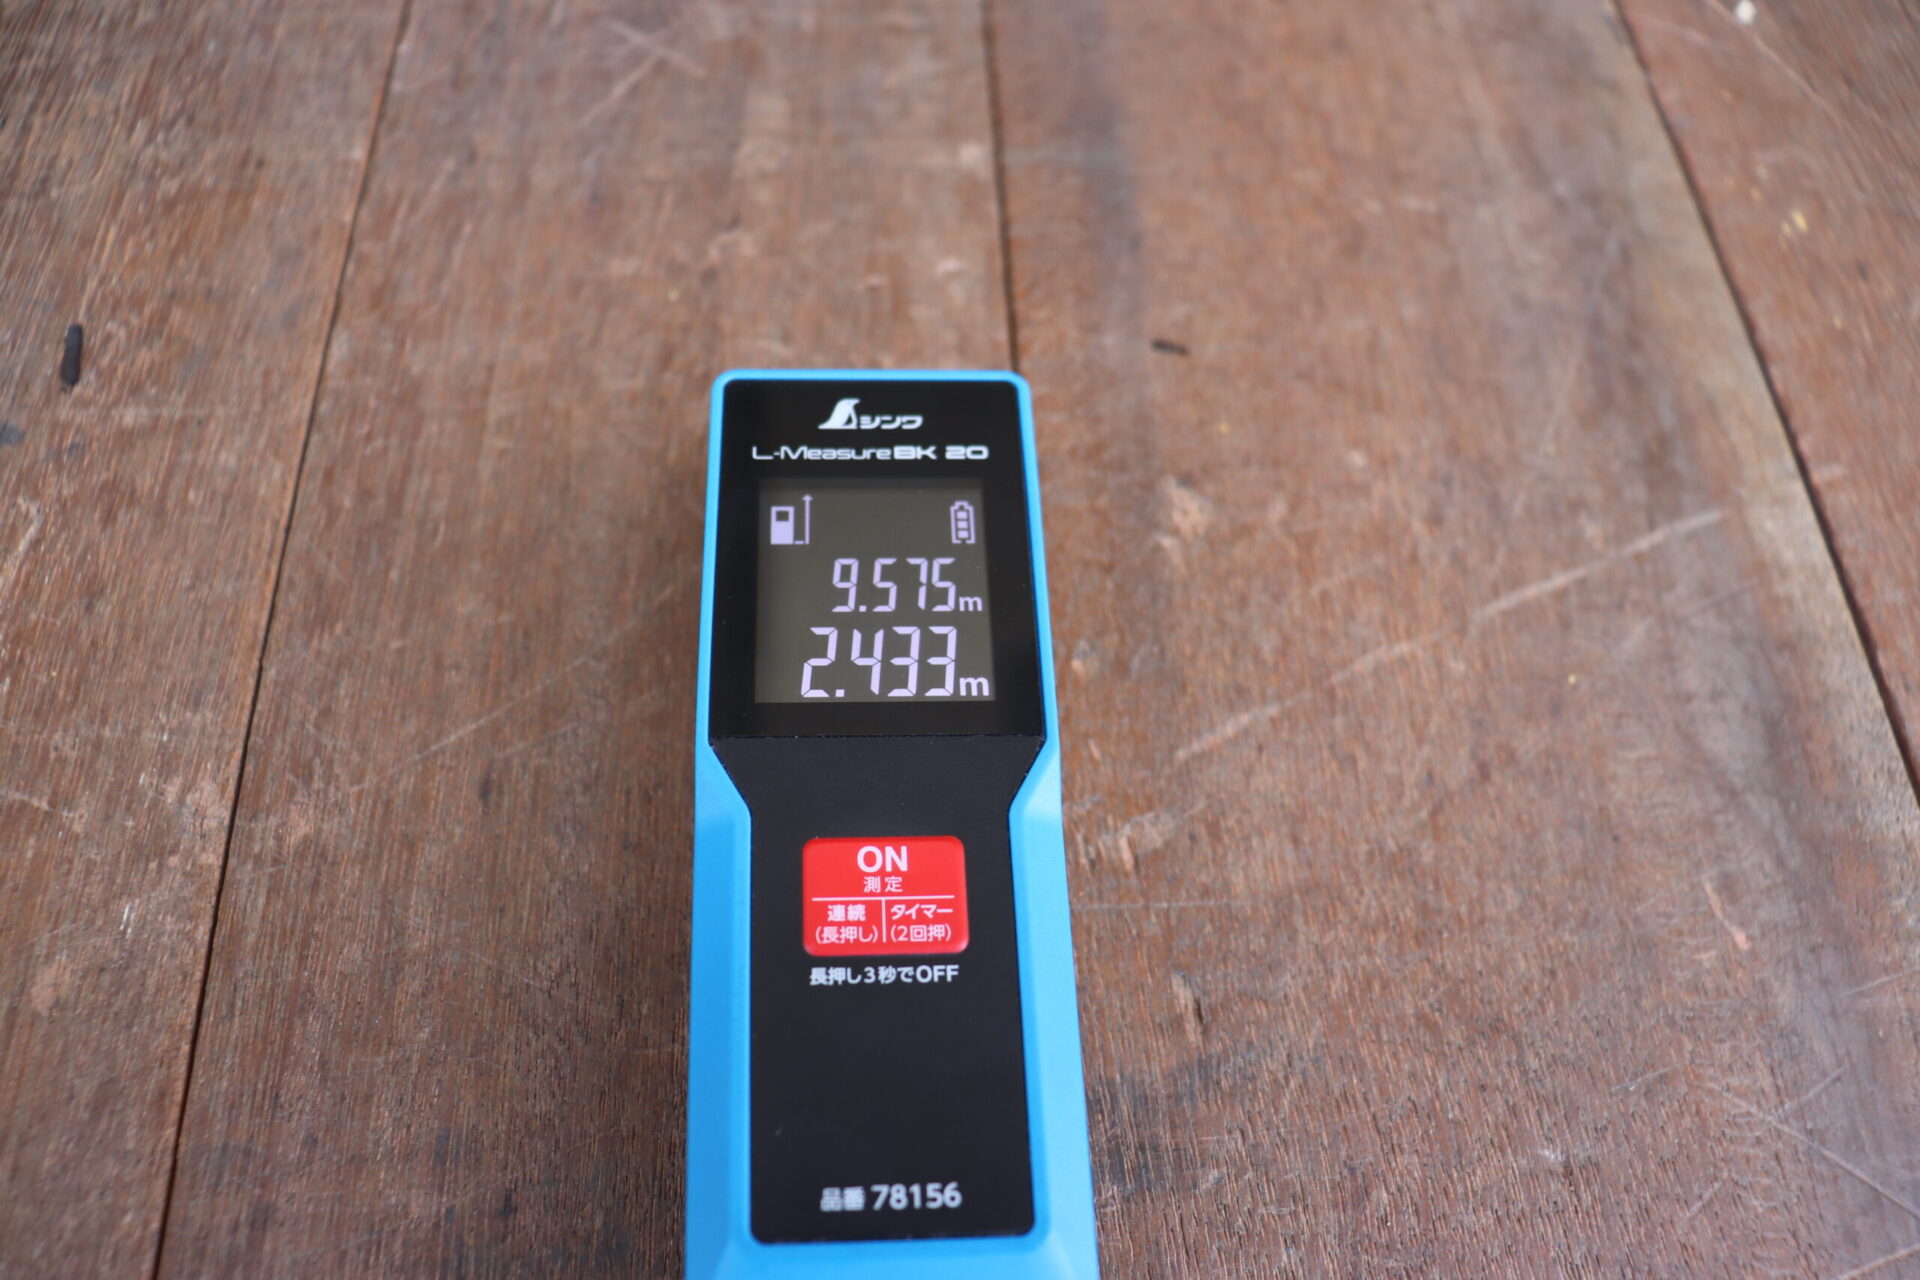 シンワ
L-Measure BK 20
9.575m
2.433m
ON
測定
連続 タイマー
(長押し) (2回押)
長押し3秒でOFF
品番 78156